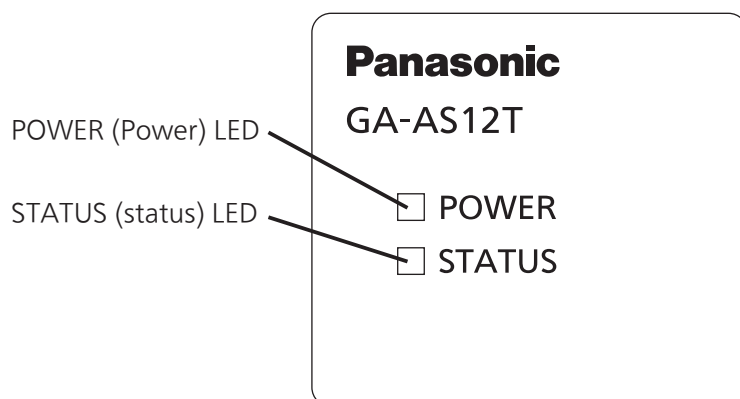 Panasonic
GA-AS12T
POWER (Power) LED
POWER
STATUS (status) LED
STATUS